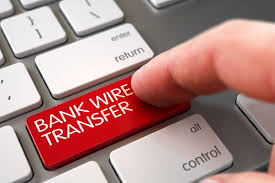 enter
return
BANK WIRE
TRANSFER
alt
control